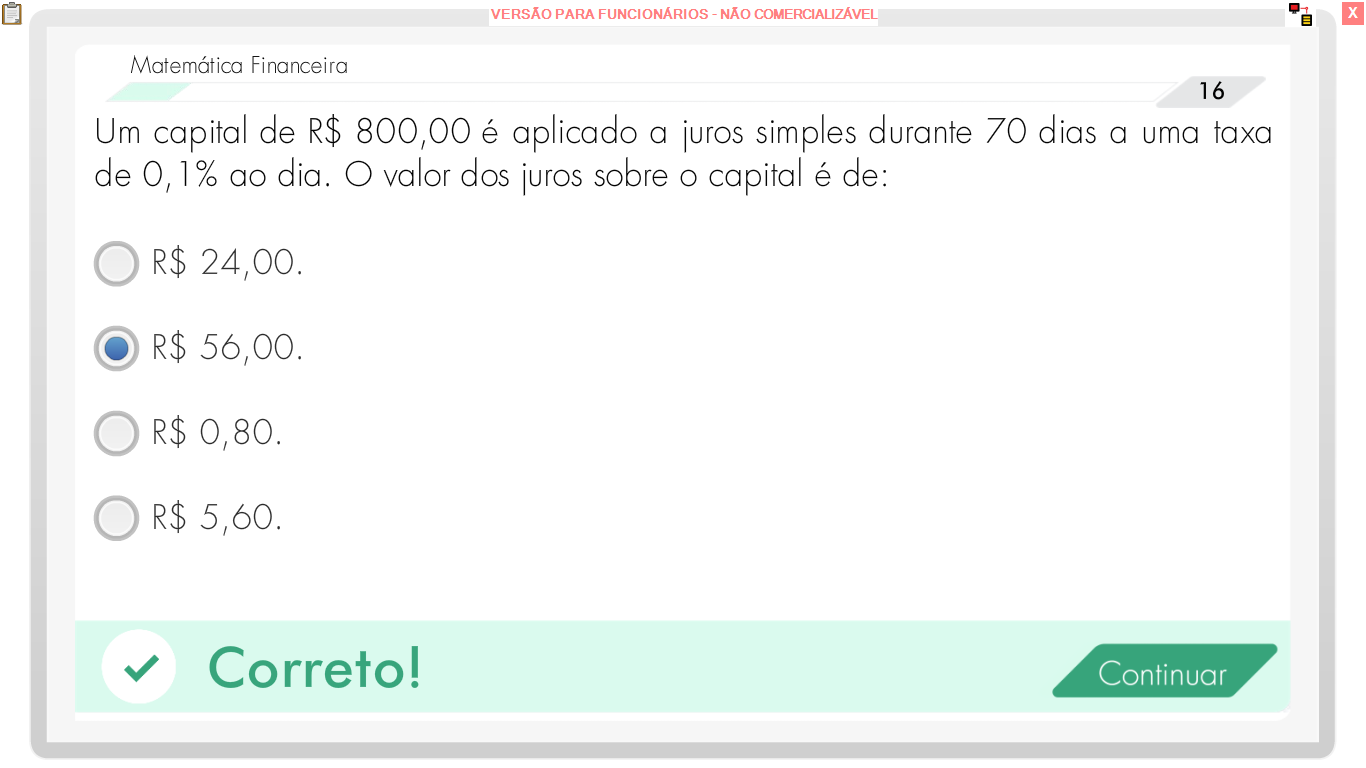 VERSÃO PARA FUNCIONÁRIOS - NÃO COMERCIALIZÁVEL
X
Matemática Financeira
16
Um capital de R$ 800,00 é aplicado a juros simples durante 70 dias a uma taxa
de 0,1% ao dia. O valor dos juros sobre o capital é de:
R$ 24,00.
R$ 56,00.
R$ 0,80.
R$ 5,60.
Correto!
Continuar